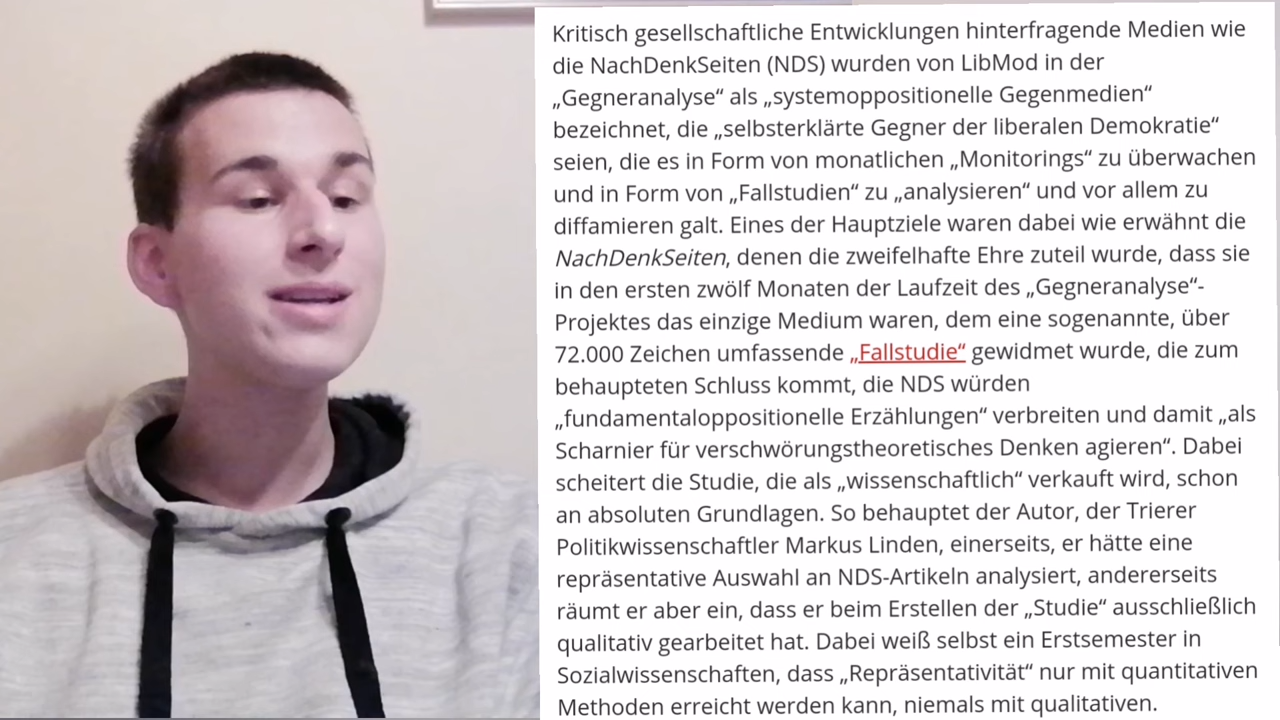 Kritisch gesellschaftliche Entwicklungen hinterfragende Medien wie
die NachDenkSeiten (NDS) wurden von LibMod in der
„Gegneranalyse“ als „systemoppositionelle Gegenmedien“
bezeichnet, die „selbsterklärte Gegner der liberalen Demokratie“
seien, die es in Form von monatlichen „Monitorings“ zu überwachen
und in Form von „Fallstudien“ zu „analysieren“ und vor allem zu
diffamieren galt. Eines der Hauptziele waren dabei wie erwähnt die
NachDenkSeiten, denen die zweifelhafte Ehre zuteil wurde, dass sie
in den ersten zwölf Monaten der Laufzeit des „Gegneranalyse“-
Projektes das einzige Medium waren, dem eine sogenannte, über
72.000 Zeichen umfassende „Fallstudie“ gewidmet wurde, die zum
behaupteten Schluss kommt, die NDS würden
„fundamentaloppositionelle Erzählungen“ verbreiten und damit „als
Scharnier für verschwörungstheoretisches Denken agieren“. Dabei
scheitert die Studie, die als „wissenschaftlich“ verkauft wird, schon
an absoluten Grundlagen. So behauptet der Autor, der Trierer
Politikwissenschaftler Markus Linden, einerseits, er hätte eine
repräsentative Auswahl an NDS-Artikeln analysiert, andererseits
räumt er aber ein, dass er beim Erstellen der „Studie“ ausschließlich
qualitativ gearbeitet hat. Dabei weiß selbst ein Erstsemester in
Sozialwissenschaften, dass „Repräsentativität“ nur mit quantitativen
Methoden erreicht werden kann, niemals mit qualitativen.